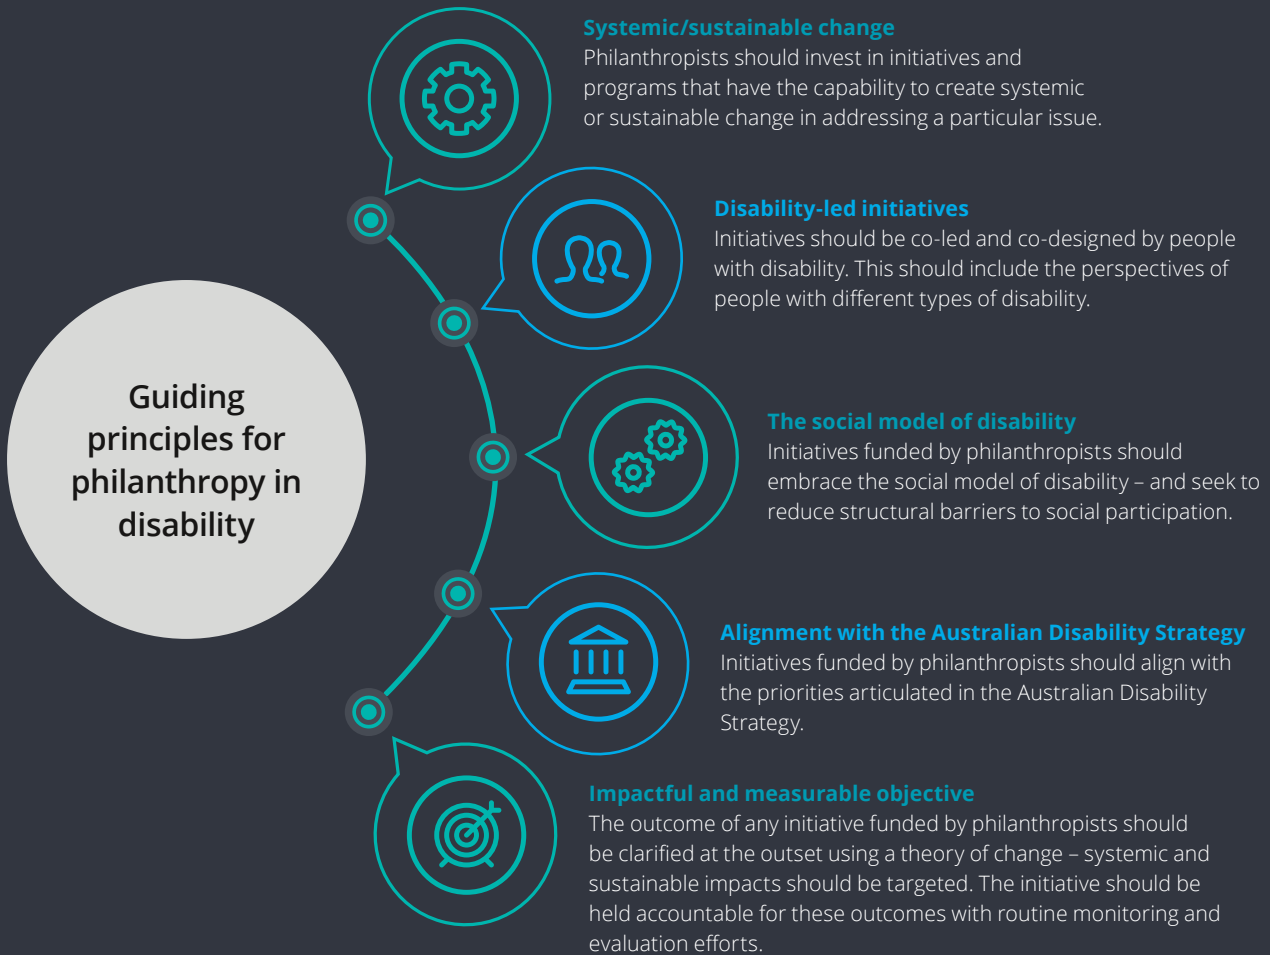 Systemic/sustainable change
Philanthropists should invest in initiatives and
programs that have the capability to create systemic
or sustainable change in addressing a particular issue.
Disability-led initiatives
Initiatives should be co-led and co-designed by people
with disability. This should include the perspectives of
people with different types of disability.
Guiding
principles for
philanthropy in
disability
The social model of disability
Initiatives funded by philanthropists should
embrace the social model of disability – and seek to
reduce structural barriers to social participation.
Alignment with the Australian Disability Strategy
Initiatives funded by philanthropists should align with
the priorities articulated in the Australian Disability
Strategy.
Impactful and measurable objective
The outcome of any initiative funded by philanthropists should
be clarified at the outset using a theory of change – systemic and
sustainable impacts should be targeted. The initiative should be
held accountable for these outcomes with routine monitoring and
evaluation efforts.